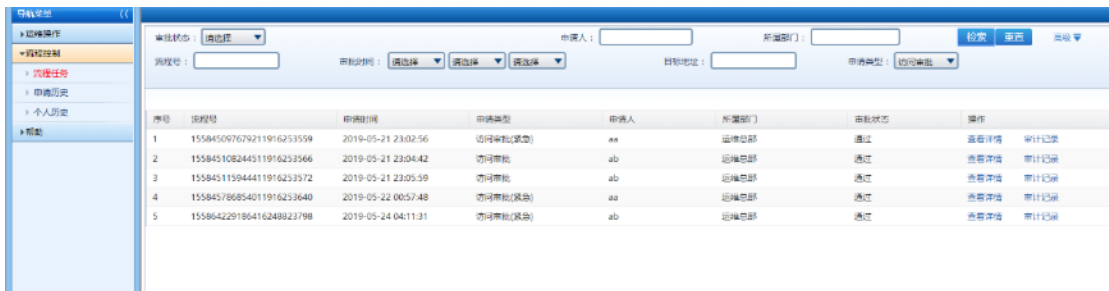 导航菜单
运维操作
流程控制
流程任务
申请历史
个人历史
帮助
审批状态： 请选择 申请人： 所属部门： 检索 重置 高级
流程号： 审批时间： 请选择 请选择 请选择 目标地址： 申请类型： 访问审批
序号 流程号 申请时间 申请类型 申请人 所属部门 审批状态 操作
1 1558450976792119162​53559 2019-05-21 23:02:56 访问审批(紧急) aa 运维总部 通过 查看详情 审计记录
2 1558451082445119162​53566 2019-05-21 23:04:42 访问审批 ab 运维总部 通过 查看详情 审计记录
3 1558451159444119162​53572 2019-05-21 23:05:59 访问审批 ab 运维总部 通过 查看详情 审计记录
4 1558457868540119162​53640 2019-05-22 00:57:48 访问审批(紧急) aa 运维总部 通过 查看详情 审计记录
5 1558642291864162488​23798 2019-05-24 04:11:31 访问审批(紧急) ab 运维总部 通过 查看详情 审计记录